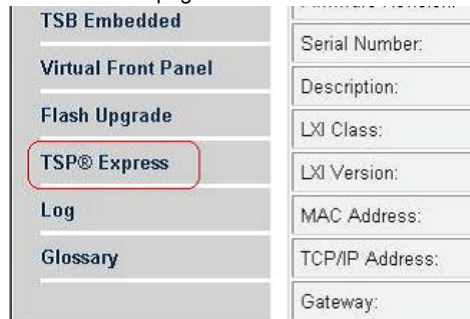 TSB Embedded
Virtual Front Panel
Flash Upgrade
TSP® Express
Log
Glossary
Serial Number:
Description:
LXI Class:
LXI Version:
MAC Address:
TCP/IP Address:
Gateway: